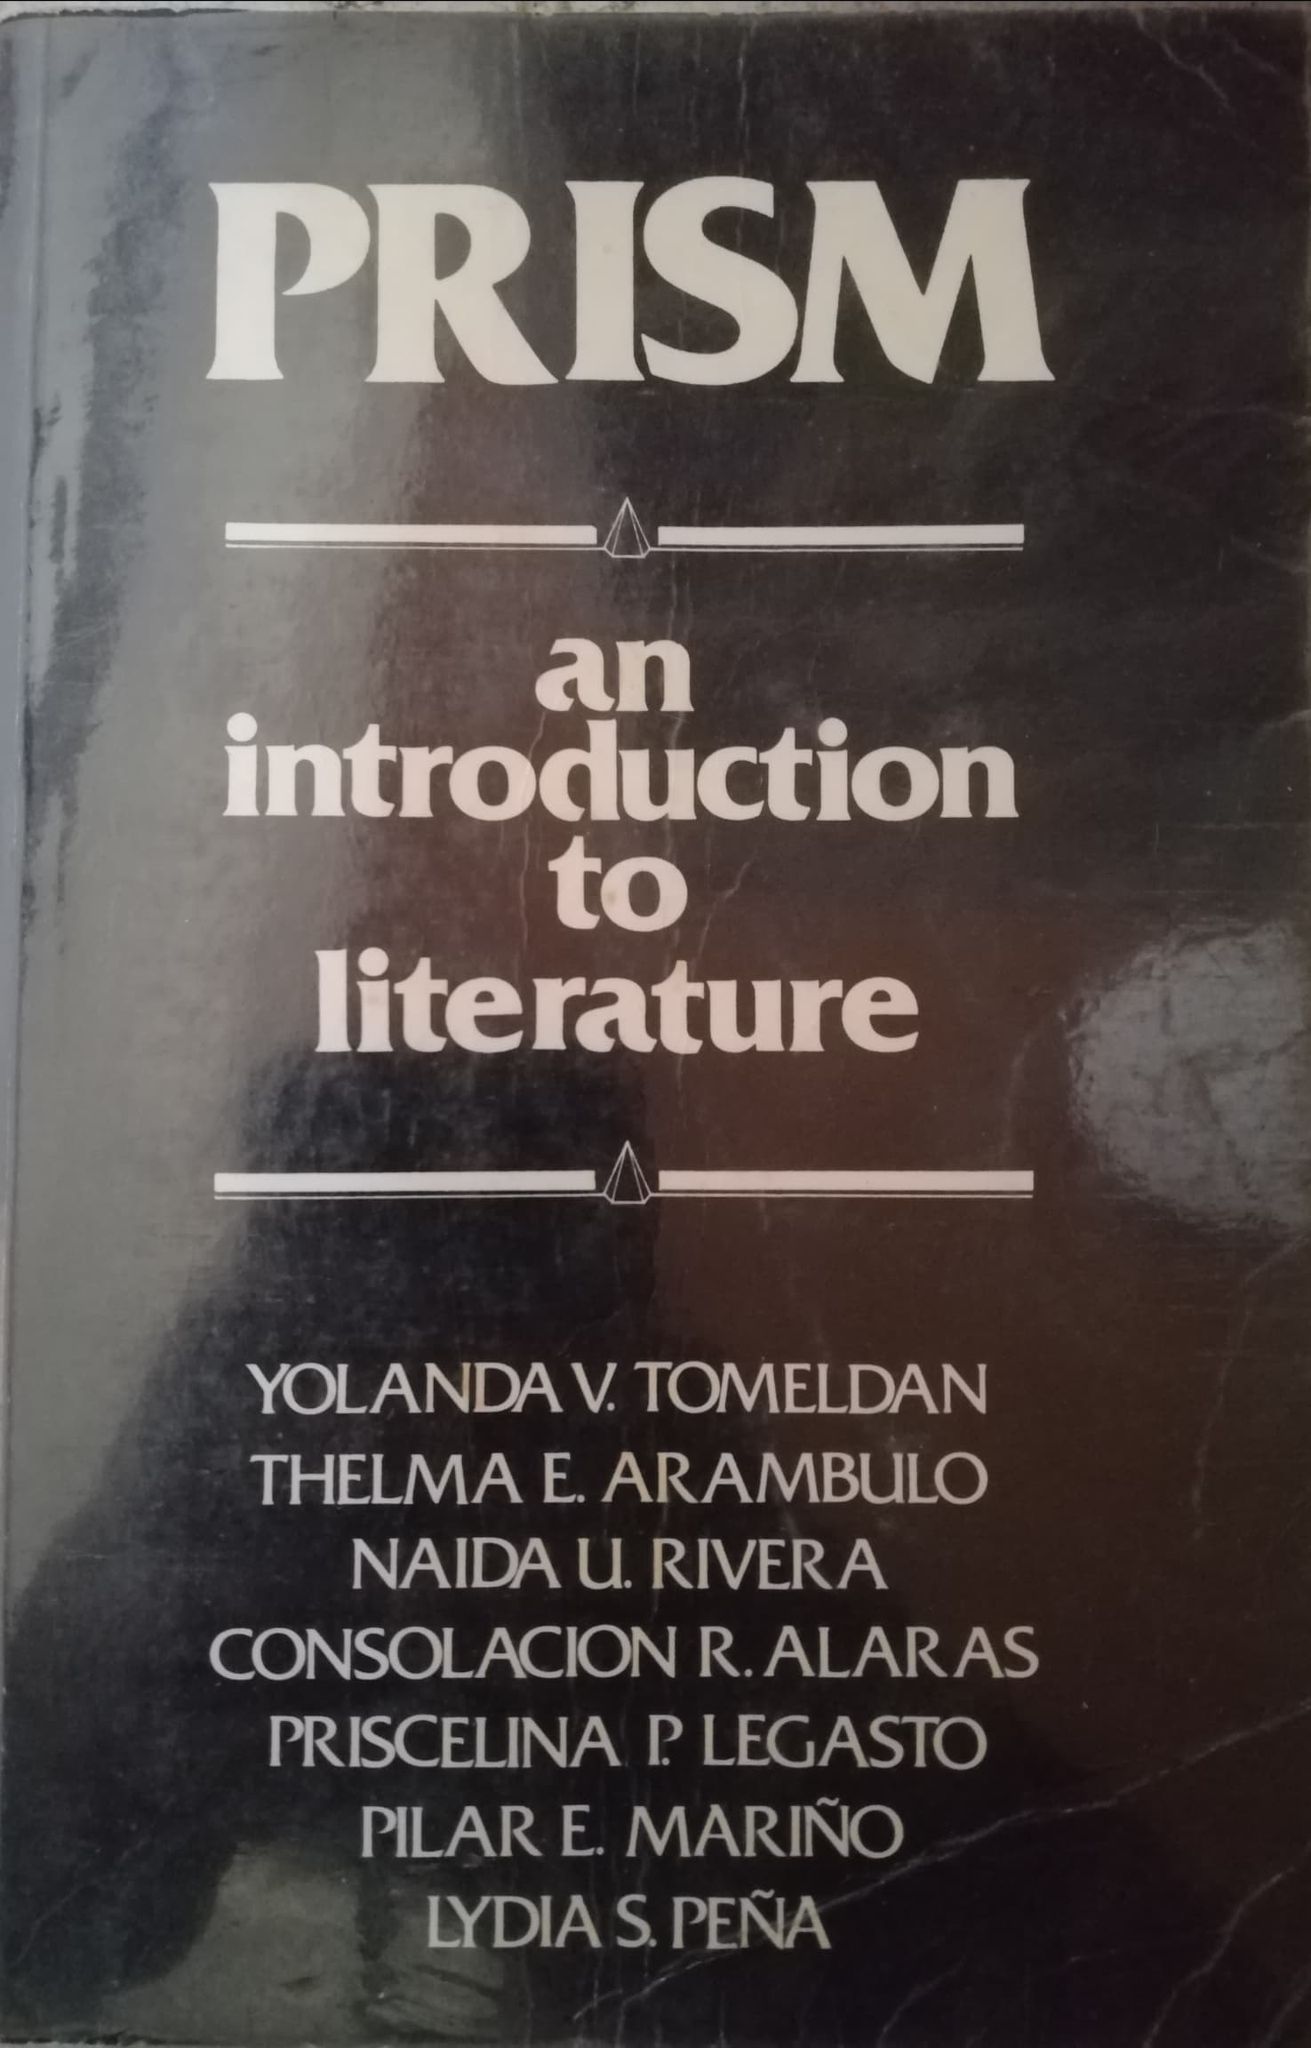 PRISM
an
introduction
to
literature
YOLANDA V. TOMELDAN
THELMA E. ARAMBULO
NAIDA U. RIVERA
CONSOLACION R. ALARAS
PRISCELINA P. LEGASTO
PILAR E. MARIÑO
LYDIA S. PEÑA